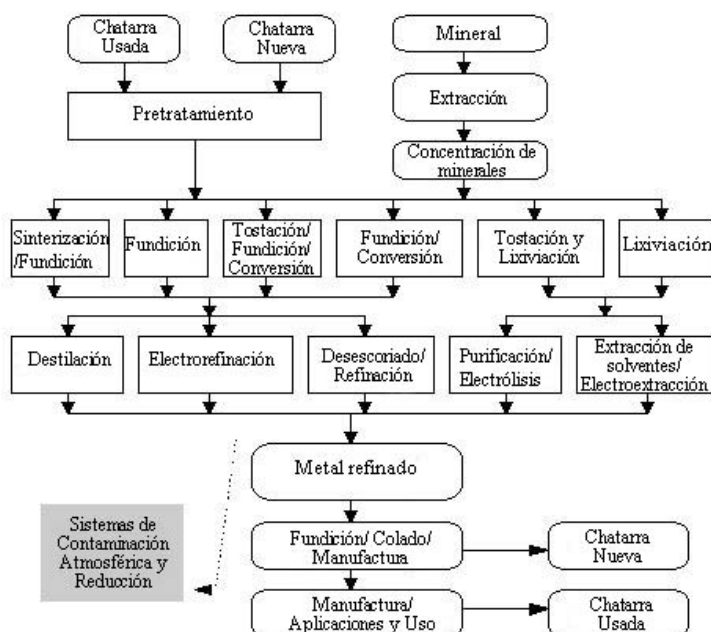 Chatarra
Usada
Chatarra
Nueva
Mineral
Pretratamiento
Extracción
Concentración de
minerales
Sinterización
/Fundición
Fundición
Tostación/
Fundición/
Conversión
Fundición/
Conversión
Tostación y
Lixiviación
Lixiviación
Destilación
Electrorefinación
Desescoriado/
Refinación
Purificación/
Electrólisis
Extracción de
solventes/
Electroextracción
Metal refinado
Sistemas de
Contaminación
Atmosférica y
Reducción
Fundición/ Colado/
Manufactura
Chatarra
Nueva
Manufactura/
Aplicaciones y Uso
Chatarra
Usada